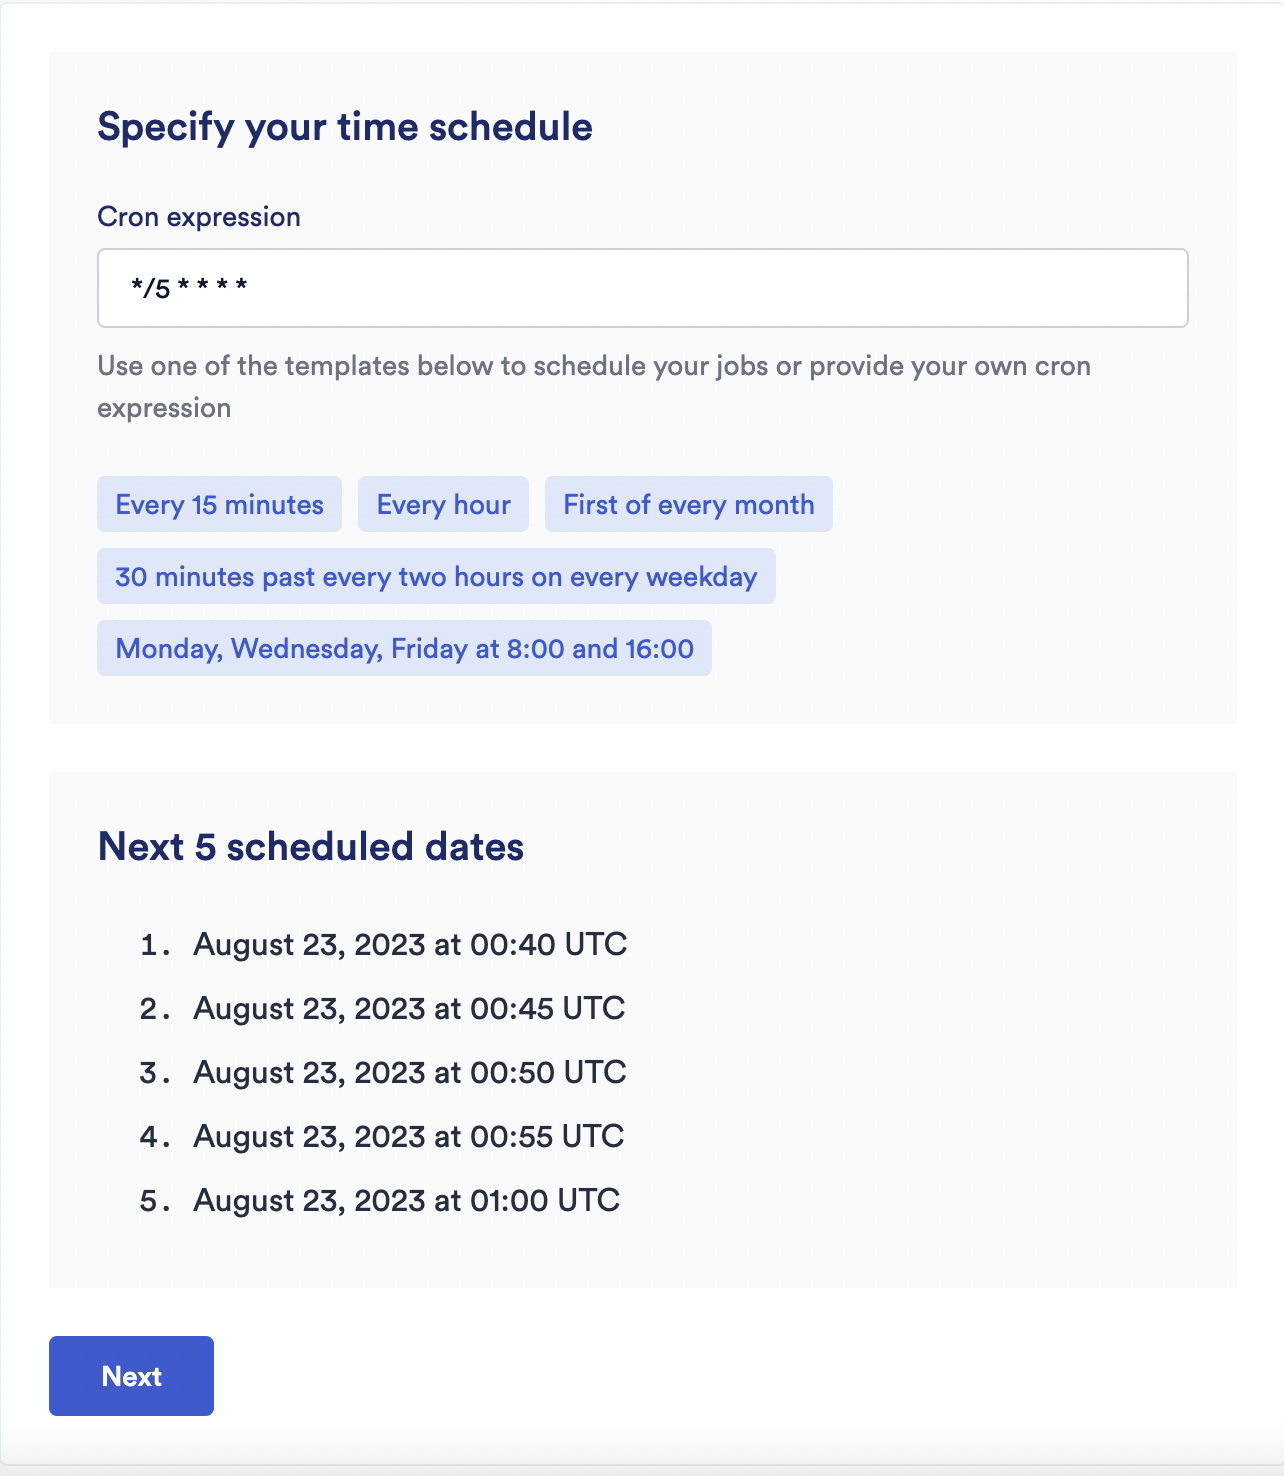 Specify your time schedule
Cron expression
*/5 * * * *
Use one of the templates below to schedule your jobs or provide your own cron
expression
Every 15 minutes Every hour First of every month
30 minutes past every two hours on every weekday
Monday, Wednesday, Friday at 8:00 and 16:00
Next 5 scheduled dates
1. August 23, 2023 at 00:40 UTC
2. August 23, 2023 at 00:45 UTC
3. August 23, 2023 at 00:50 UTC
4. August 23, 2023 at 00:55 UTC
5. August 23, 2023 at 01:00 UTC
Next